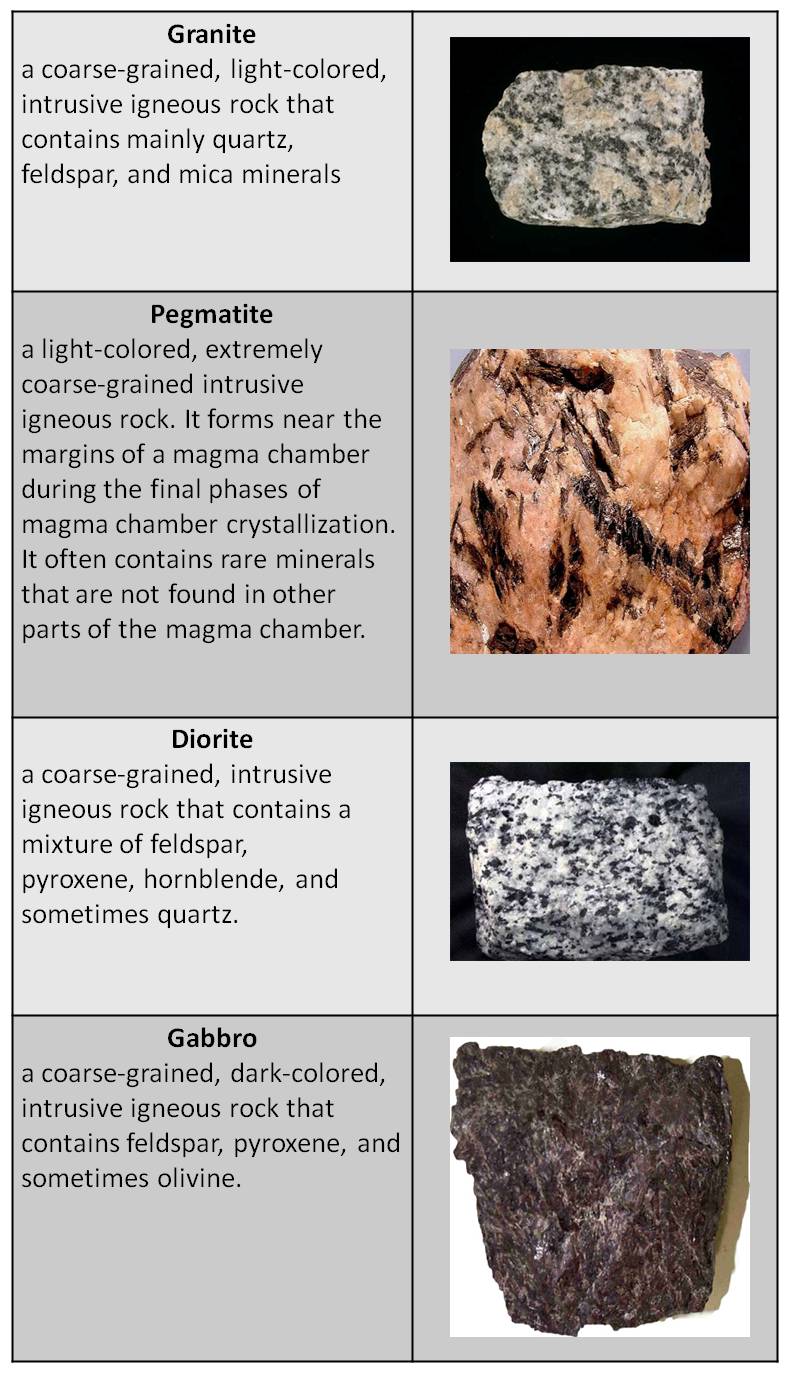 Granite
a coarse-grained, light-colored,
intrusive igneous rock that
contains mainly quartz,
feldspar, and mica minerals
Pegmatite
a light-colored, extremely
coarse-grained intrusive
igneous rock. It forms near the
margins of a magma chamber
during the final phases of
magma chamber crystallization.
It often contains rare minerals
that are not found in other
parts of the magma chamber.
Diorite
a coarse-grained, intrusive
igneous rock that contains a
mixture of feldspar,
pyroxene, hornblende, and
sometimes quartz.
Gabbro
a coarse-grained, dark-colored,
intrusive igneous rock that
contains feldspar, pyroxene, and
sometimes olivine.